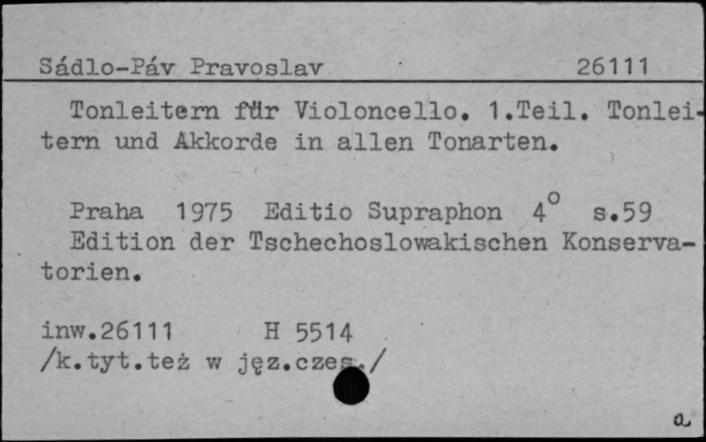 Sádlo-Páv Pravoslav 26111
Tonleitern für Violoncello. 1.Teil. Tonlei-
tern und Akkorde in allen Tonarten.
Praha 1975 Editio Supraphon 4° s.59
Edition der Tschechoslowakischen Konserva-
torien.
inw.26111 H 5514
/k.tyt.też w jęz.czes./
a